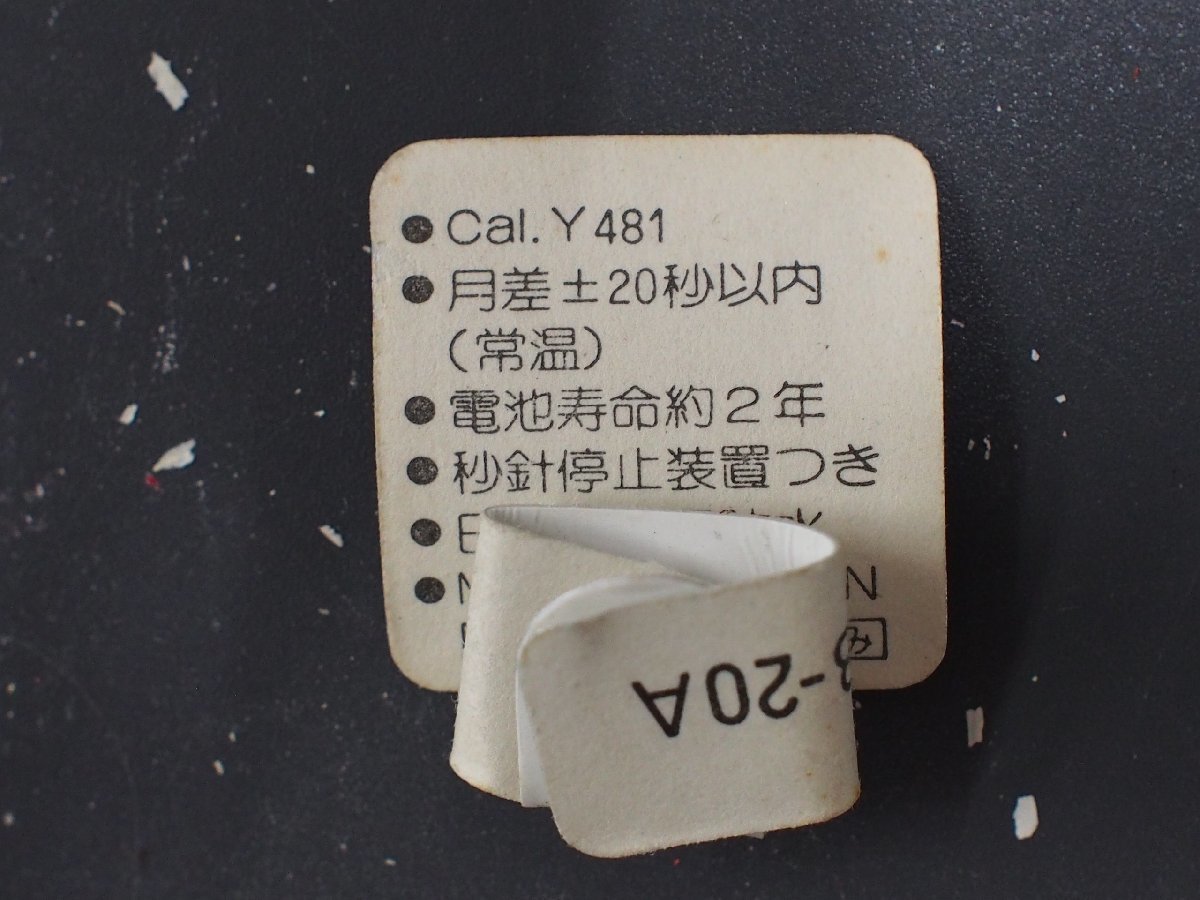 ● Cal. Y481
● 月差±20秒以内
(常温)
● 電池寿命約2年
● 秒針停止装置つき
-20A